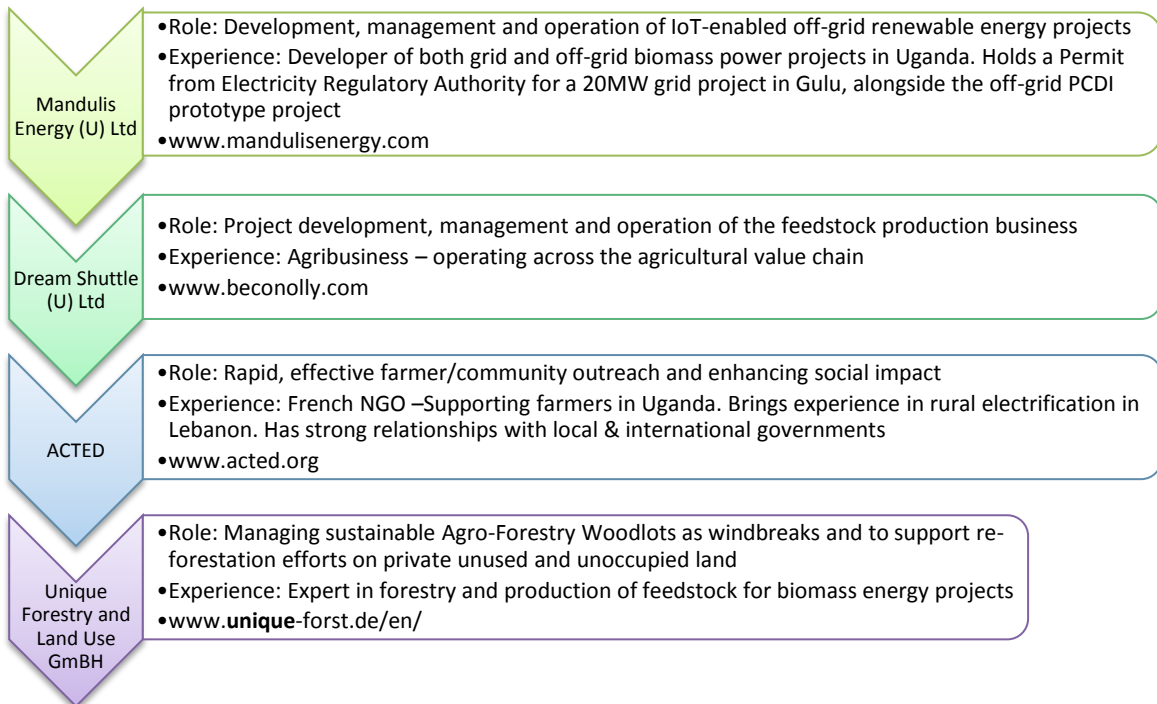 Mandulis
Energy (U) Ltd
•Role: Development, management and operation of IoT-enabled off-grid renewable energy projects
•Experience: Developer of both grid and off-grid biomass power projects in Uganda. Holds a Permit
from Electricity Regulatory Authority for a 20MW grid project in Gulu, alongside the off-grid PCDI
prototype project
•www.mandulisenergy.com
Dream Shuttle
(U) Ltd
•Role: Project development, management and operation of the feedstock production business
•Experience: Agribusiness – operating across the agricultural value chain
•www.beconolly.com
ACTED
•Role: Rapid, effective farmer/community outreach and enhancing social impact
•Experience: French NGO –Supporting farmers in Uganda. Brings experience in rural electrification in
Lebanon. Has strong relationships with local & international governments
•www.acted.org
Unique
Forestry and
Land Use
GmBH
•Role: Managing sustainable Agro-Forestry Woodlots as windbreaks and to support re-
forestation efforts on private unused and unoccupied land
•Experience: Expert in forestry and production of feedstock for biomass energy projects
•www.unique-forst.de/en/